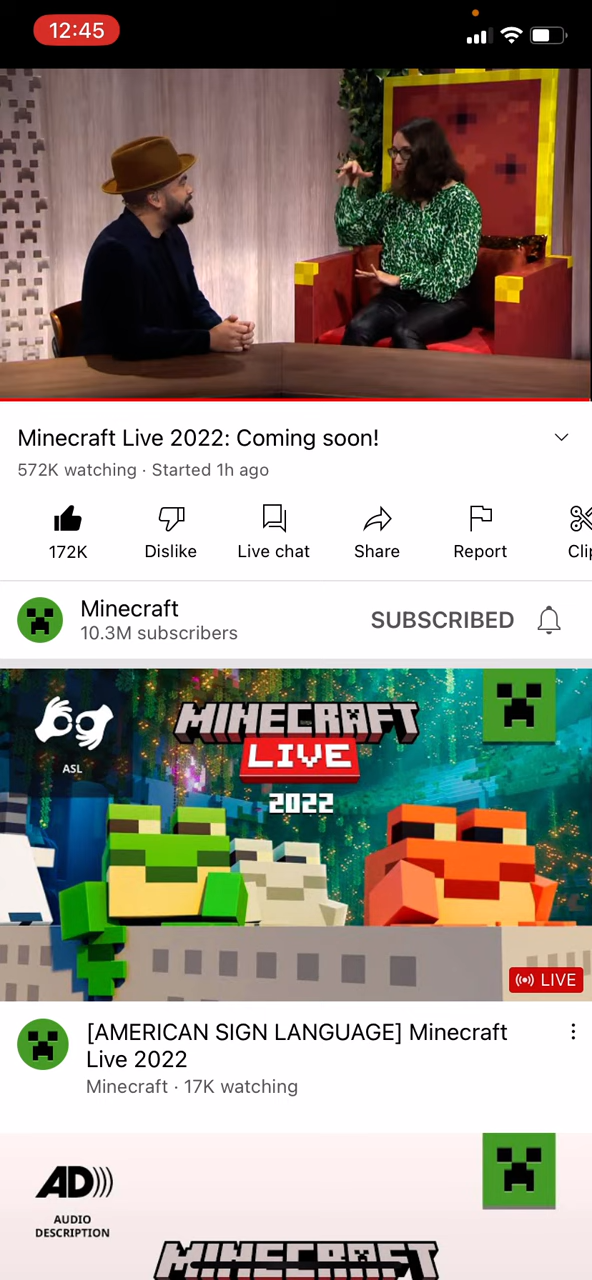 12:45
Minecraft Live 2022: Coming soon!
572K watching · Started 1h ago
172K
Dislike
Live chat
Share
Report
Clip
Minecraft
10.3M subscribers
SUBSCRIBED
ASL
MINECRAFT
LIVE
2022
LIVE
[AMERICAN SIGN LANGUAGE] Minecraft
Live 2022
Minecraft · 17K watching
AD
AUDIO
DESCRIPTION
MINECRAFT